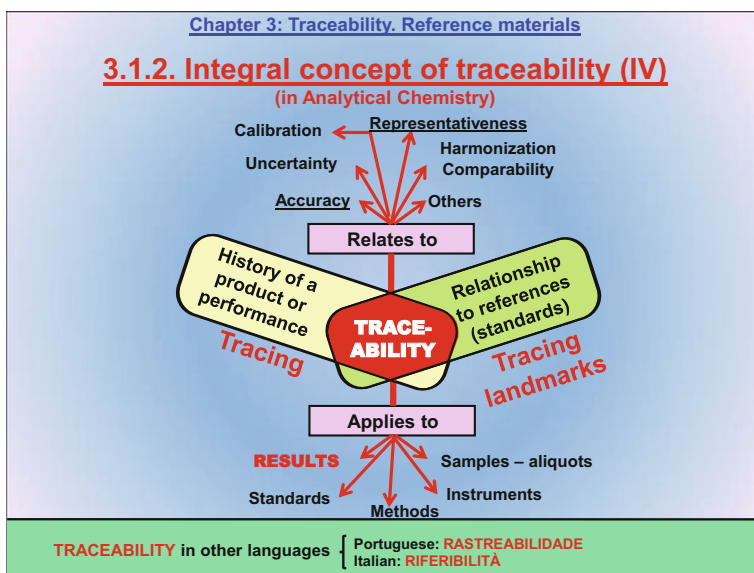 Chapter 3: Traceability. Reference materials
3.1.2. Integral concept of traceability (IV)
(in Analytical Chemistry)
Representativeness
Calibration
Harmonization
Uncertainty
Comparability
Accuracy
Others
Relates to
History of a
product or
performance
Relationship
to references
(standards)
TRACE-
ABILITY
Tracing
Tracing
landmarks
Applies to
RESULTS
Samples – aliquots
Standards
Instruments
Methods
TRACEABILITY in other languages
Portuguese: RASTREABILIDADE
Italian: RIFERIBILITÀ